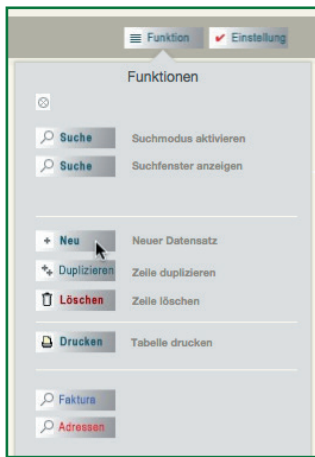 Funktion Einstellung
Funktionen
Suche Suchmodus aktivieren
Suche Suchfenster anzeigen
Neu Neuer Datensatz
Duplizieren Zeile duplizieren
Löschen Zeile löschen
Drucken Tabelle drucken
Faktura
Adressen